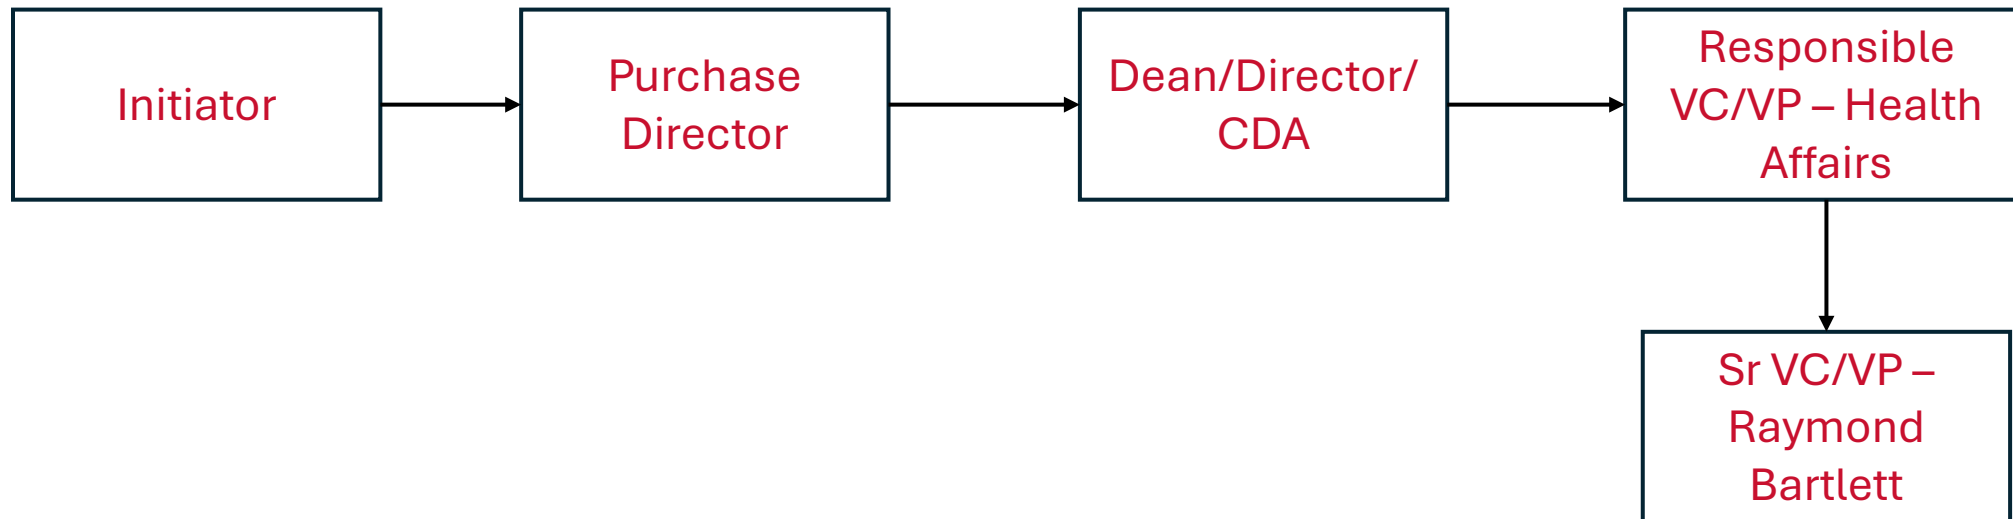 Initiator
Purchase
Director
Dean/Director/
CDA
Responsible
VC/VP – Health
Affairs
Sr VC/VP –
Raymond
Bartlett